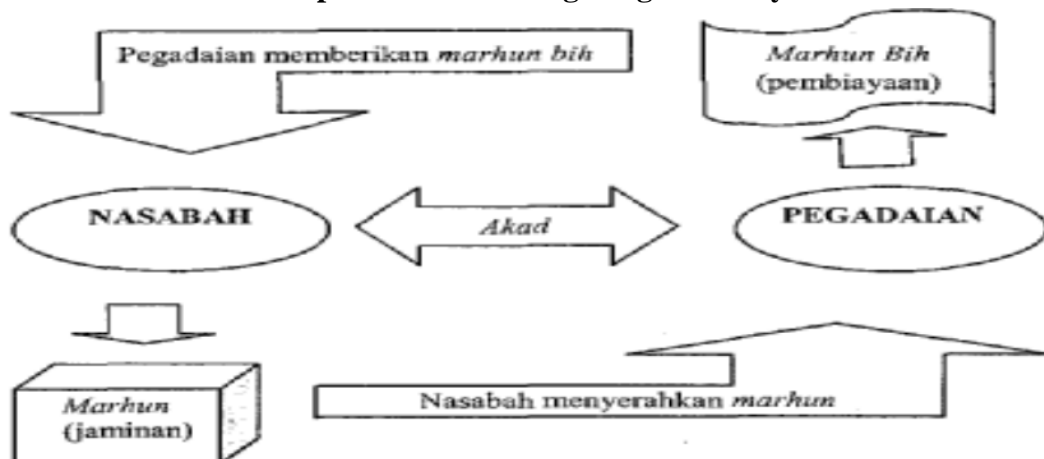 Pegadaian memberikan marhun bih
Marhun Bih
(pembiayaan)
NASABAH
Akad
PEGADAIAN
Marhun
(jaminan)
Nasabah menyerahkan marhun